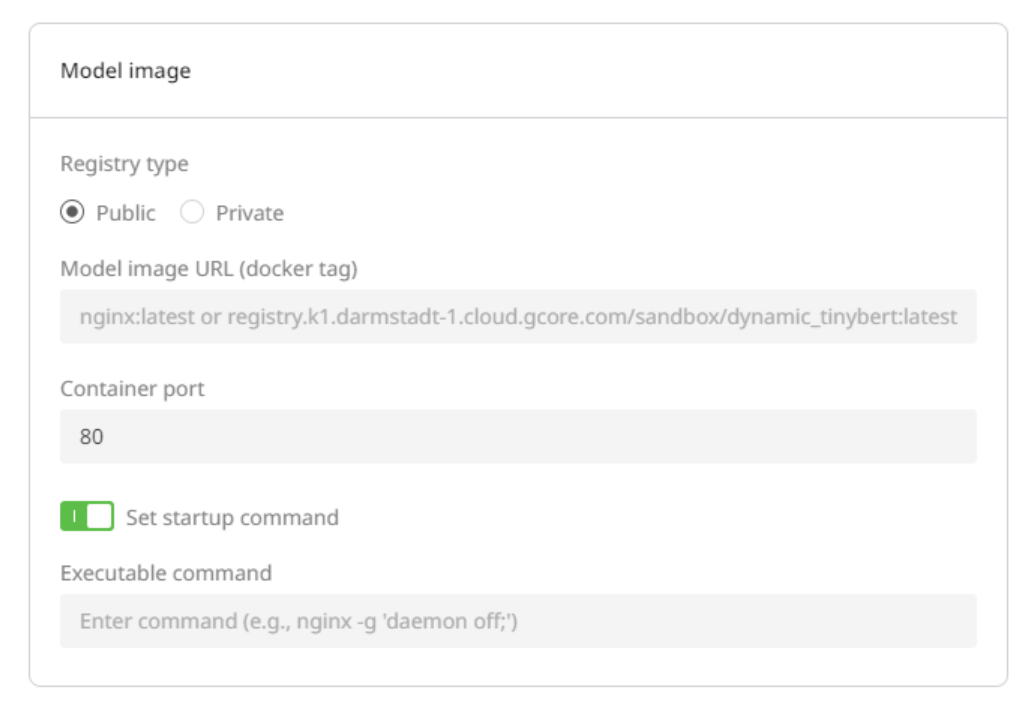 Model image
Registry type
Public Private
Model image URL (docker tag)
nginx:latest or registry.k1.darmstadt-1.cloud.gcore.com/sandbox/dynamic_tinybert:latest
Container port
80
Set startup command
Executable command
Enter command (e.g., nginx -g 'daemon off;')